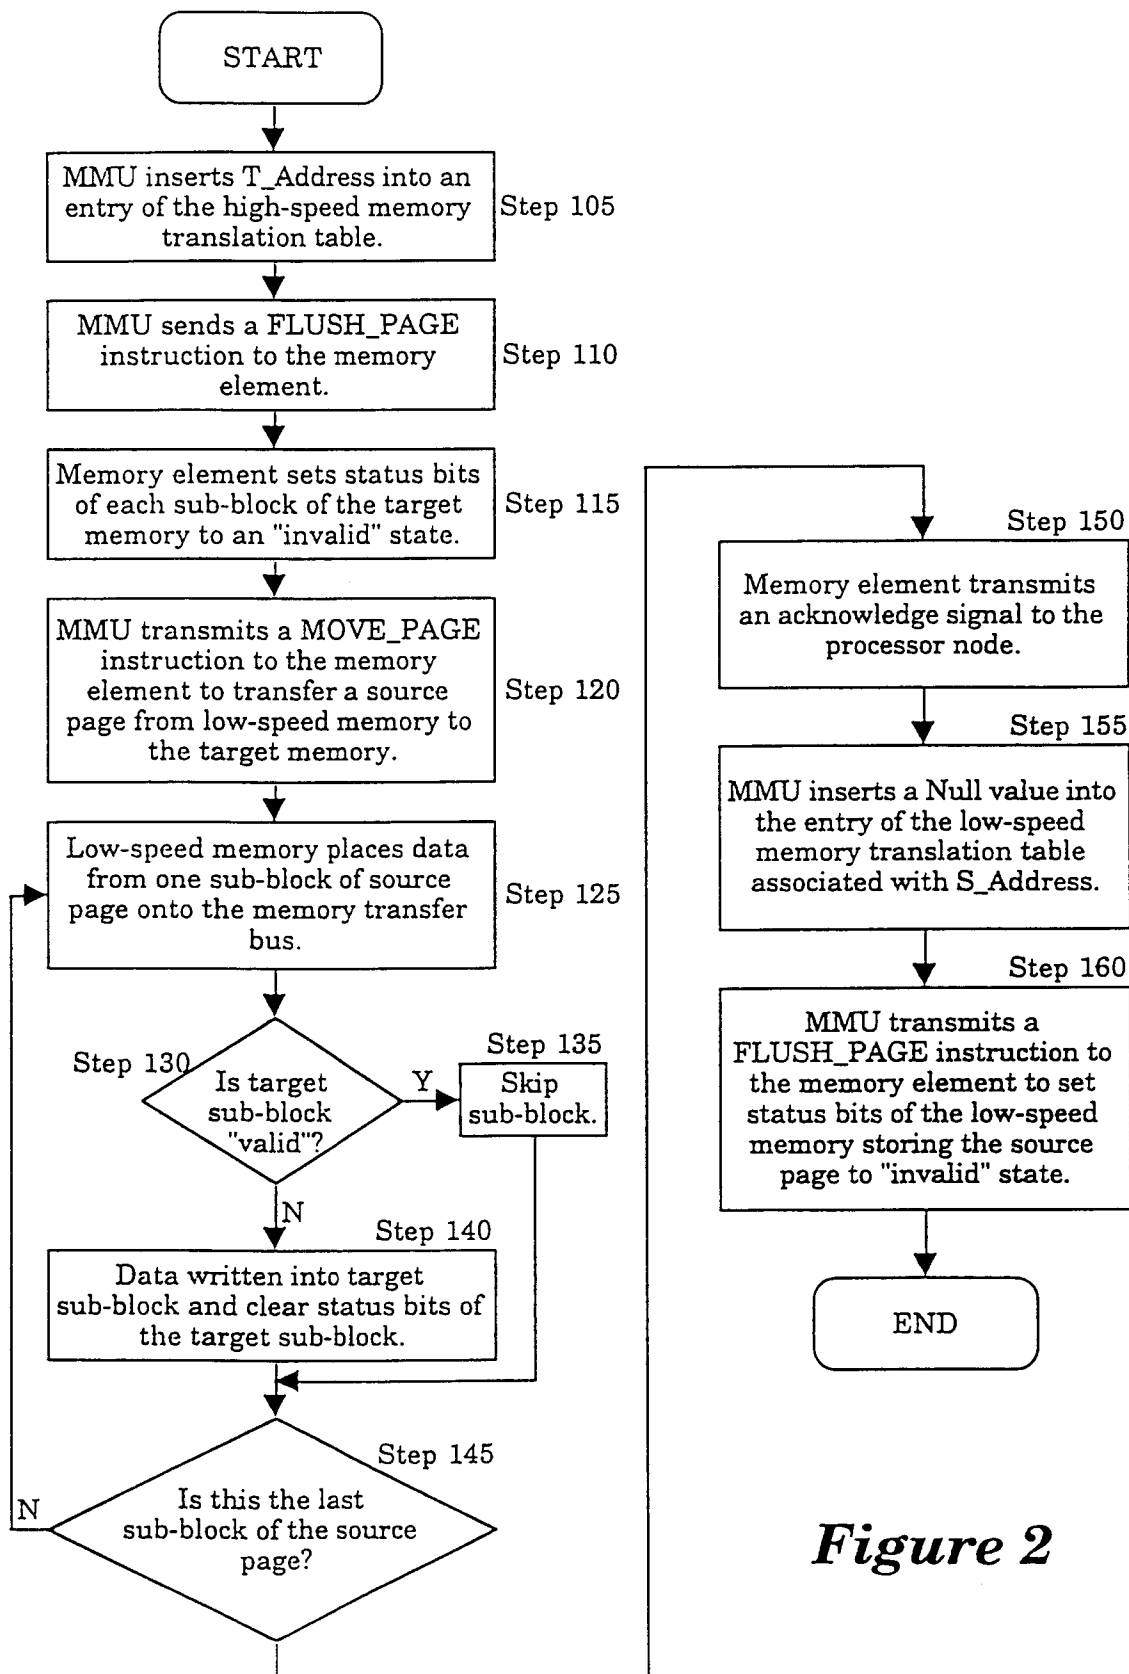 START
MMU inserts T_Address into an
entry of the high-speed memory
translation table.
Step 105
MMU sends a FLUSH_PAGE
instruction to the memory
element.
Step 110
Memory element sets status bits
of each sub-block of the target
memory to an "invalid" state.
Step 115
MMU transmits a MOVE_PAGE
instruction to the memory
element to transfer a source
page from low-speed memory to
the target memory.
Step 120
Low-speed memory places data
from one sub-block of source
page onto the memory transfer
bus.
Step 125
Step 130
Is target
sub-block
"valid"?
Y
Step 135
Skip
sub-block.
N
Step 140
Data written into target
sub-block and clear status bits of
the target sub-block.
Step 145
Is this the last
sub-block of the source
page?
N
Step 150
Memory element transmits
an acknowledge signal to the
processor node.
Step 155
MMU inserts a Null value into
the entry of the low-speed
memory translation table
associated with S_Address.
Step 160
MMU transmits a
FLUSH_PAGE instruction to
the memory element to set
status bits of the low-speed
memory storing the source
page to "invalid" state.
END
Figure 2